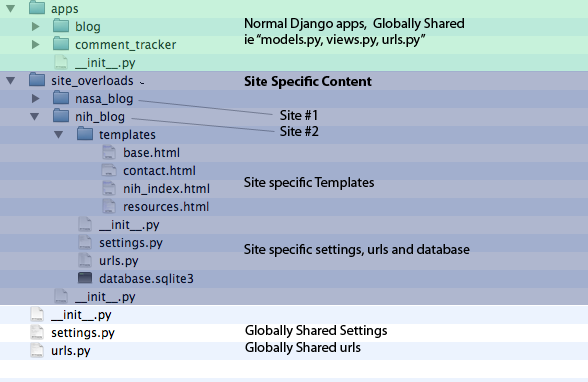 apps
Normal Django apps, Globally Shared
blog
ie "models.py, views.py, urls.py"
comment_tracker
__init__.py
site_overloads
Site Specific Content
nasa_blog
Site #1
nih_blog
Site #2
templates
base.html
contact.html
nih_index.html
Site specific Templates
resources.html
__init__.py
settings.py
Site specific settings, urls and database
urls.py
database.sqlite3
__init__.py
__init__.py
settings.py
Globally Shared Settings
urls.py
Globally Shared urls